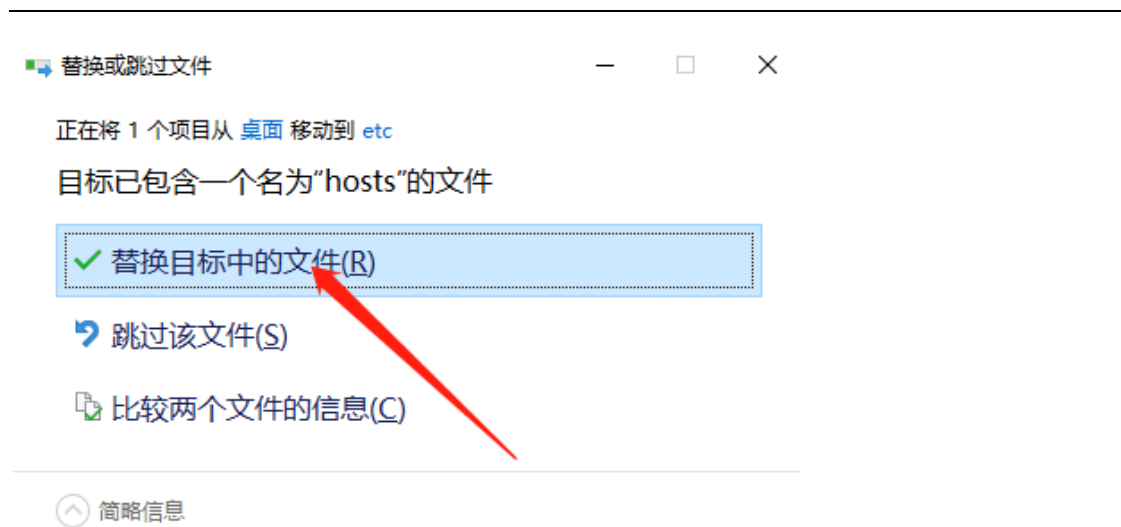 替换或跳过文件
正在将 1 个项目从 桌面 移动到 etc
目标已包含一个名为“hosts”的文件
替换目标中的文件(R)
跳过该文件(S)
比较两个文件的信息(C)
简略信息